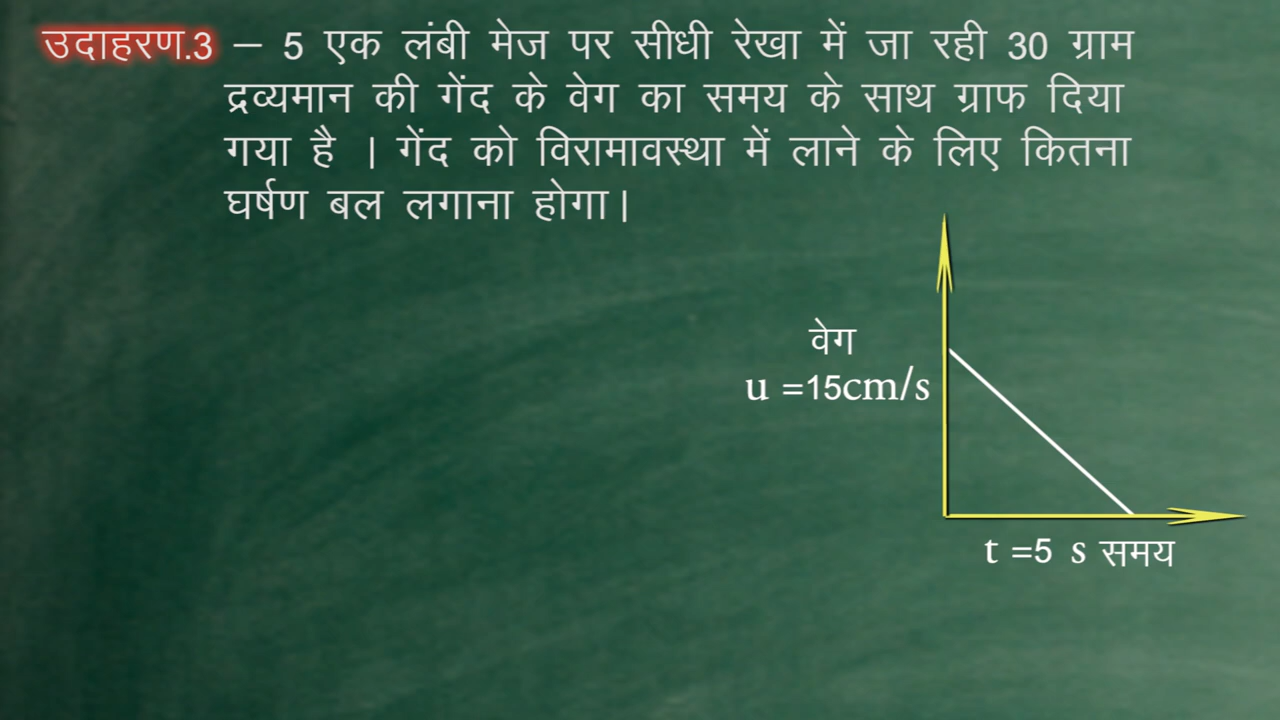 उदाहरण.3 – 5 एक लंबी मेज पर सीधी रेखा में जा रही 30 ग्राम
द्रव्यमान की गेंद के वेग का समय के साथ ग्राफ दिया
गया है । गेंद को विरामावस्था में लाने के लिए कितना
घर्षण बल लगाना होगा।
वेग
u =15cm/s
t =5 s समय